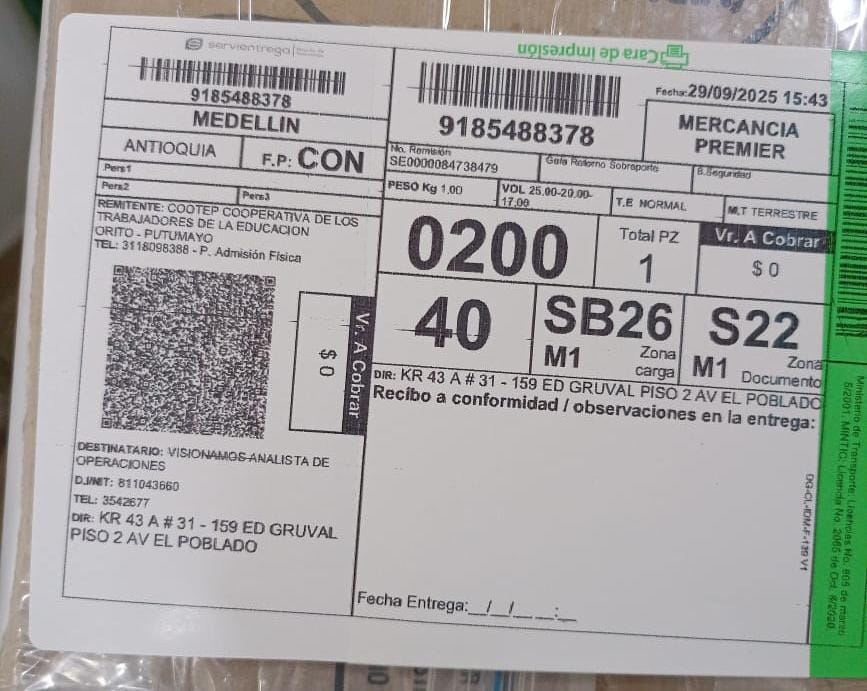 servientrega
9185488378
MEDELLIN
ANTIOQUIA
F.P: CON
Pers1
Pers2
Pers3
REMITENTE: COOTEP COOPERATIVA DE LOS
TRABAJADORES DE LA EDUCACION
ORITO - PUTUMAYO
TEL: 3118098388 - P. Admisión Física
Vr. A Cobrar
$ 0
DESTINATARIO: VISIONAMOS-ANALISTA DE
OPERACIONES
D.I/NIT: 811043660
TEL: 3542677
DIR: KR 43 A # 31 - 159 ED GRUVAL
PISO 2 AV EL POBLADO
Cara de impresión
9185488378
Fecha: 29/09/2025 15:43
MERCANCIA
PREMIER
No. Remisión
SE0000084738479
Guía Retorno Sobreporte
B.Seguridad
PESO Kg 1.00
VOL 25.00-20.00-
17.00
T.E NORMAL
M.T TERRESTRE
0200
Total PZ
1
Vr. A Cobrar
$ 0
40
SB26
M1
Zona
carga
S22
M1
Zona
Documento
DIR: KR 43 A # 31 - 159 ED GRUVAL PISO 2 AV EL POBLADO
Recibo a conformidad / observaciones en la entrega:
Fecha Entrega:__/__/__ __:__
DG-CL-IDM-F-139 V1
Ministerio de Transporte: Licencias No. 805 de marzo
5/2001. MINTIC: Licencia No. 2065 de Oct. 8/2020.